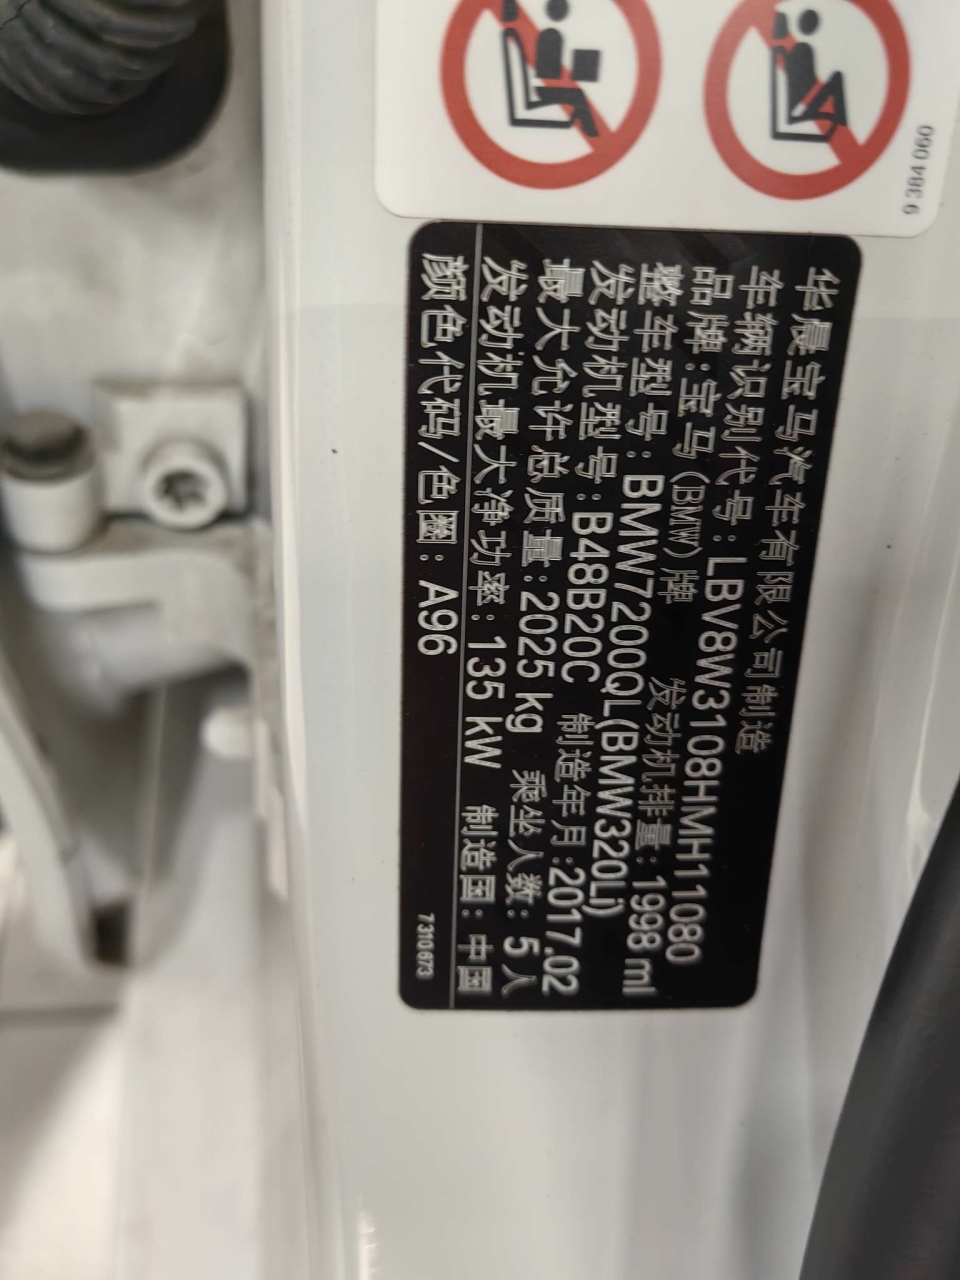 9 384 060
华晨宝马汽车有限公司制造
车辆识别代号:LBV8W3108HMH11080
品牌:宝马(BMW)牌 发动机排量:1998 ml
整车型号:BMW7200QL(BMW320Li)
发动机型号:B48B20C 制造年月:2017.02
最大允许总质量:2025 kg 乘坐人数:5人
发动机最大净功率:135 kW 制造国:中国
颜色代码/色圈:A96
7310673